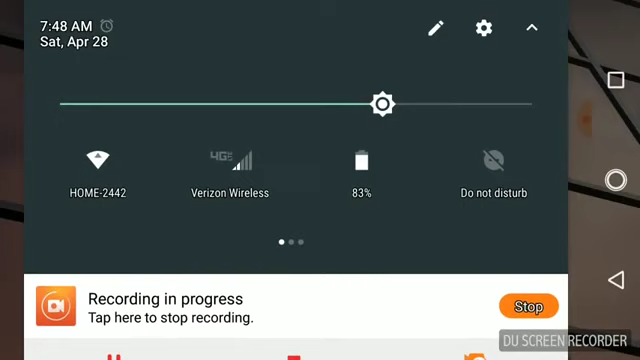 7:48 AM
Sat, Apr 28
4G LTE
HOME-2442
Verizon Wireless
83%
Do not disturb
Recording in progress
Tap here to stop recording.
Stop
DU SCREEN RECORDER